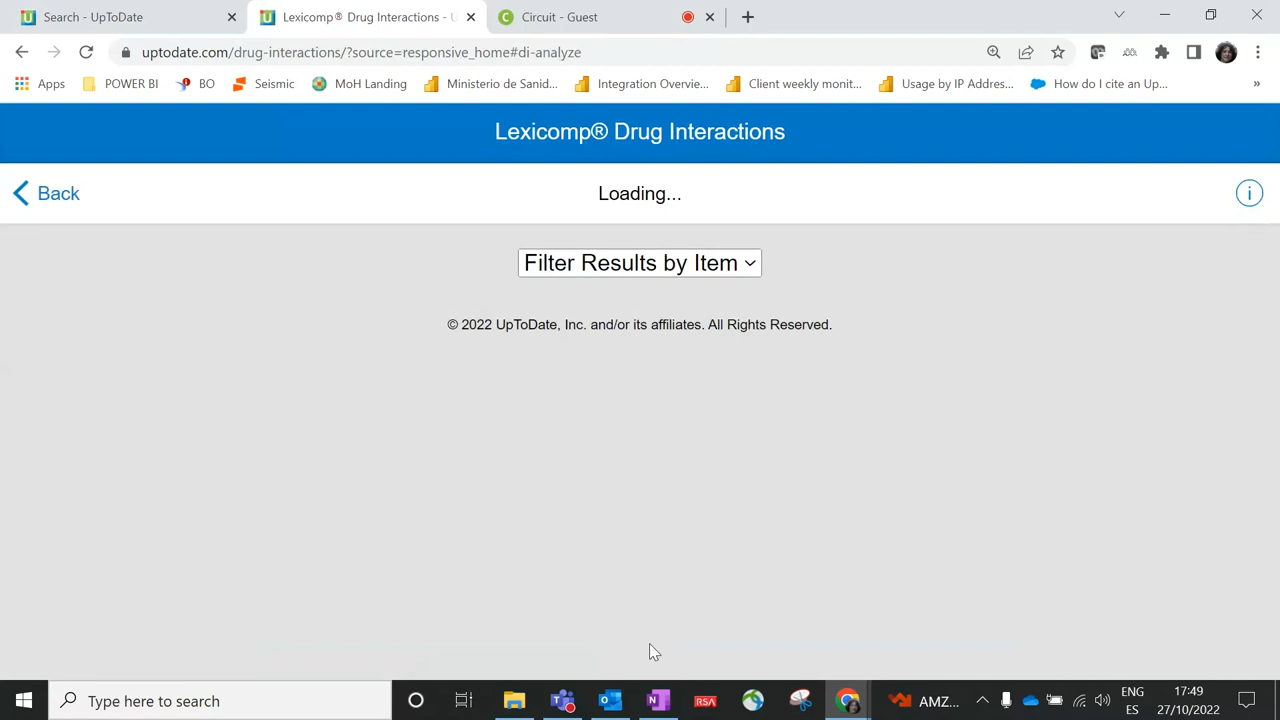 Search - UpToDate
Lexicomp® Drug Interactions - U
Circuit - Guest
uptodate.com/drug-interactions/?source=responsive_home#di-analyze
Apps
POWER BI
BO
Seismic
MoH Landing
Ministerio de Sanid...
Integration Overvie...
Client weekly monit...
Usage by IP Addres...
How do I cite an Up...
»
Lexicomp® Drug Interactions
Back
Loading...
i
Filter Results by Item
© 2022 UpToDate, Inc. and/or its affiliates. All Rights Reserved.
Type here to search
RSA
AMZ...
ENG
ES
17:49
27/10/2022